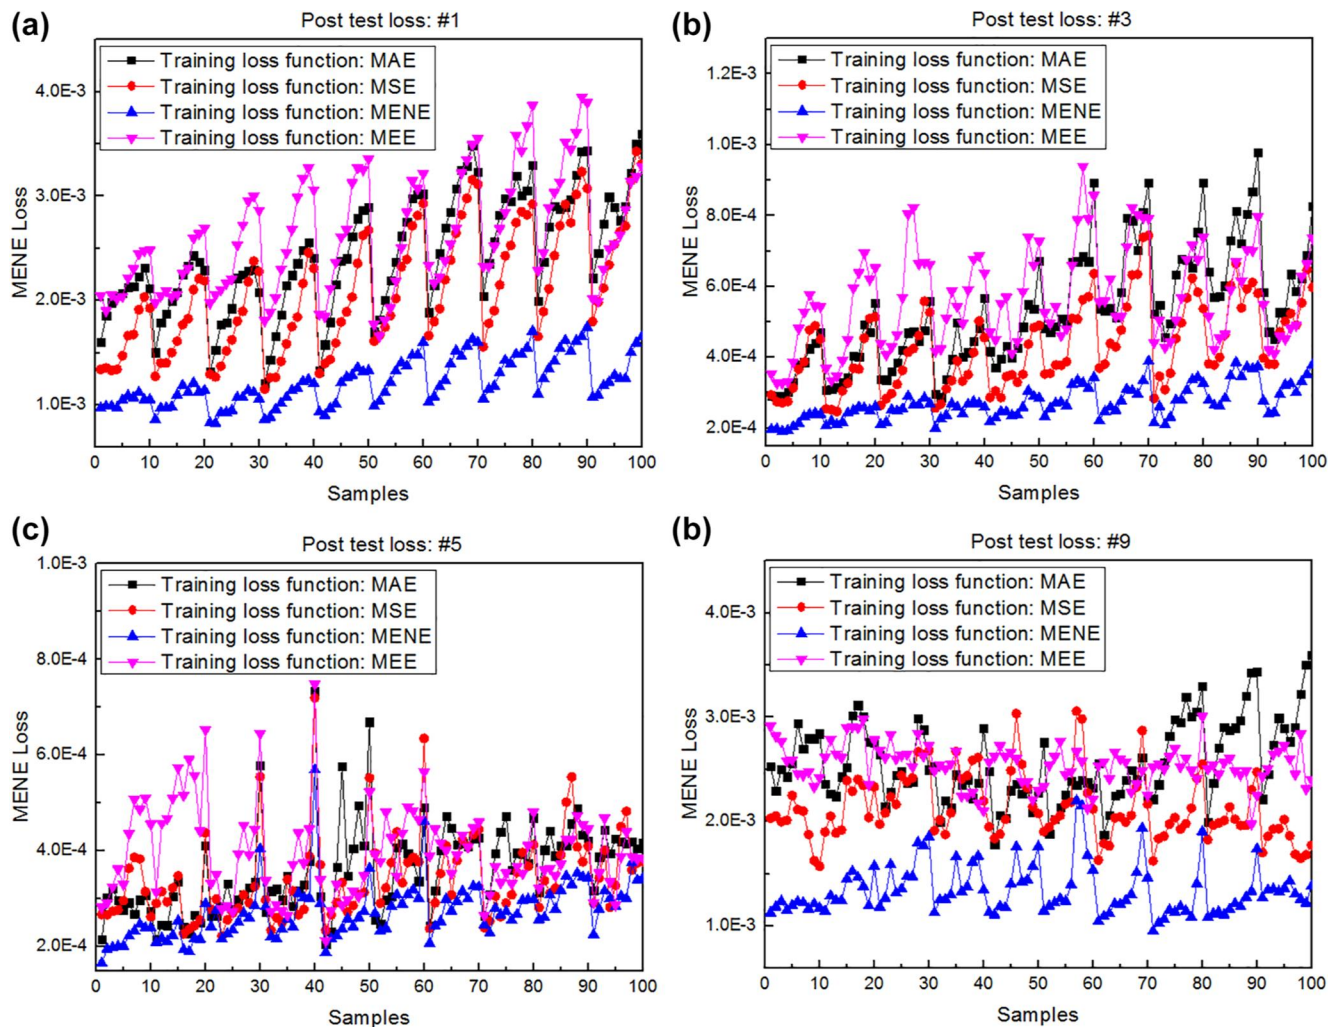 (a)
Post test loss: #1
Training loss function: MAE
Training loss function: MSE
Training loss function: MENE
Training loss function: MEE
4.0E-3
3.0E-3
2.0E-3
1.0E-3
MENE Loss
0 10 20 30 40 50 60 70 80 90 100
Samples
(b)
Post test loss: #3
Training loss function: MAE
Training loss function: MSE
Training loss function: MENE
Training loss function: MEE
1.2E-3
1.0E-3
8.0E-4
6.0E-4
4.0E-4
2.0E-4
MENE Loss
0 10 20 30 40 50 60 70 80 90 100
Samples
(c)
Post test loss: #5
Training loss function: MAE
Training loss function: MSE
Training loss function: MENE
Training loss function: MEE
1.0E-3
8.0E-4
6.0E-4
4.0E-4
2.0E-4
MENE Loss
0 10 20 30 40 50 60 70 80 90 100
Samples
(b)
Post test loss: #9
Training loss function: MAE
Training loss function: MSE
Training loss function: MENE
Training loss function: MEE
4.0E-3
3.0E-3
2.0E-3
1.0E-3
MENE Loss
0 10 20 30 40 50 60 70 80 90 100
Samples